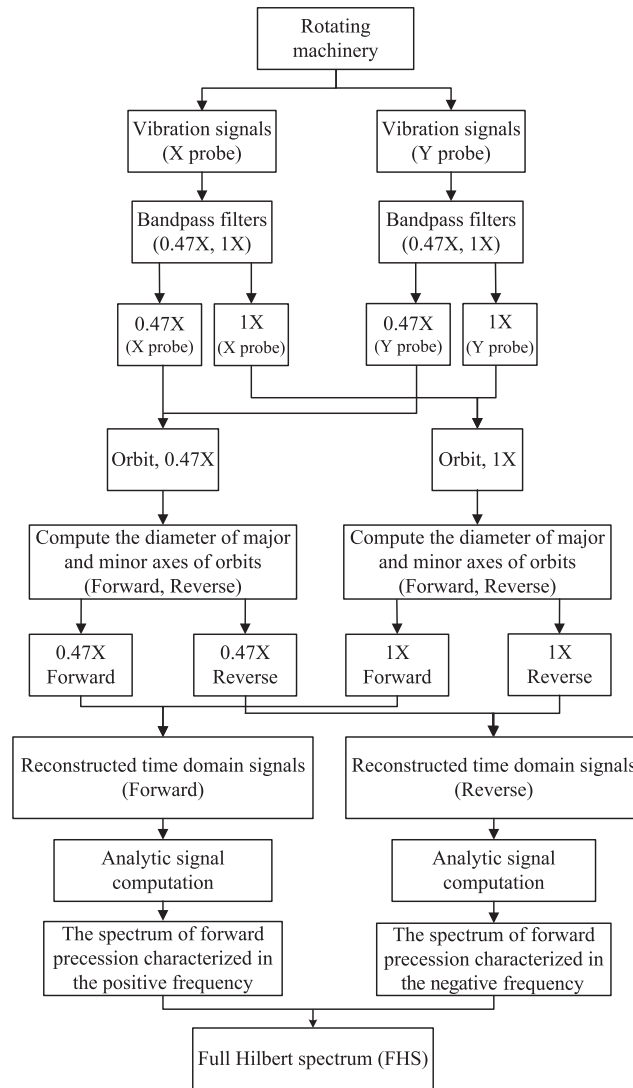 Rotating
machinery
Vibration signals
(X probe)
Vibration signals
(Y probe)
Bandpass filters
(0.47X, 1X)
Bandpass filters
(0.47X, 1X)
0.47X
(X probe)
1X
(X probe)
0.47X
(Y probe)
1X
(Y probe)
Orbit, 0.47X
Orbit, 1X
Compute the diameter of major
and minor axes of orbits
(Forward, Reverse)
Compute the diameter of major
and minor axes of orbits
(Forward, Reverse)
0.47X
Forward
0.47X
Reverse
1X
Forward
1X
Reverse
Reconstructed time domain signals
(Forward)
Reconstructed time domain signals
(Reverse)
Analytic signal
computation
Analytic signal
computation
The spectrum of forward
precession characterized in
the positive frequency
The spectrum of forward
precession characterized in
the negative frequency
Full Hilbert spectrum (FHS)